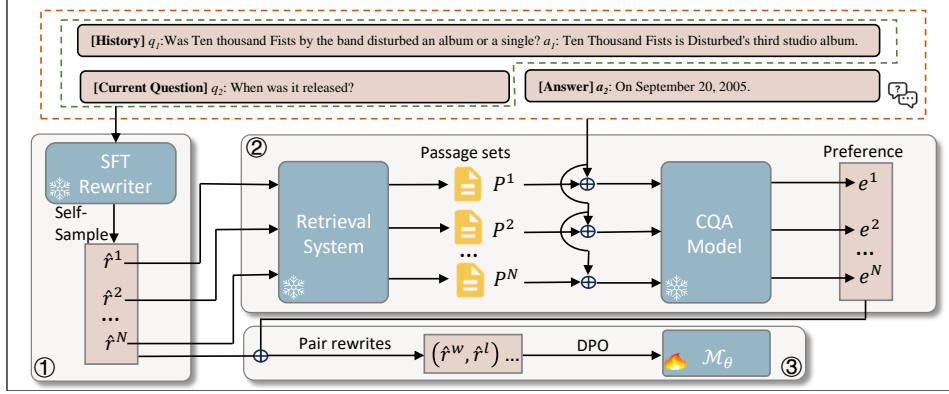 [History] q1:Was Ten thousand Fists by the band disturbed an album or a single? a1: Ten Thousand Fists is Disturbed's third studio album.
[Current Question] q2: When was it released?
[Answer] a2: On September 20, 2005.
①
SFT
Rewriter
Self-
Sample
r̂¹
r̂²
...
r̂ᴺ
②
Retrieval
System
Passage sets
P¹
P²
...
Pᴺ
CQA
Model
Preference
e¹
e²
...
eᴺ
Pair rewrites
(r̂ʷ, r̂ˡ) ...
DPO
ℳθ
③